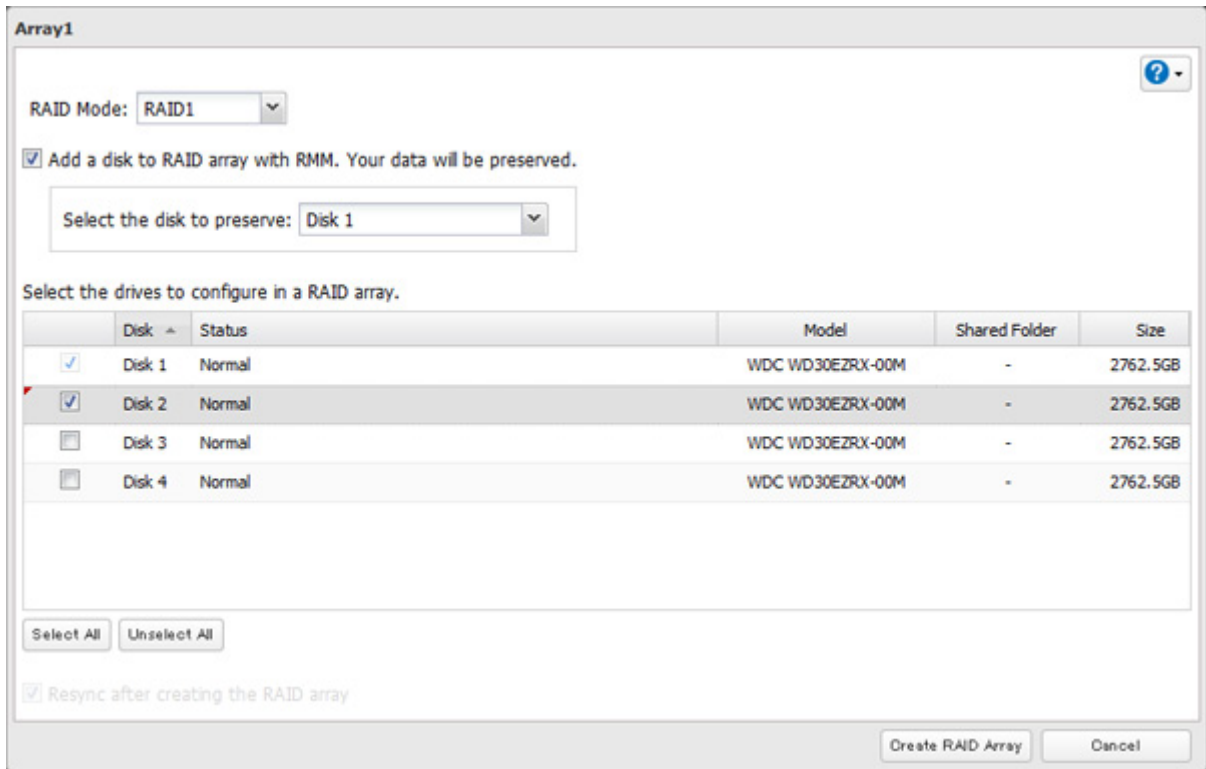 Array1
?
RAID Mode: RAID1
Add a disk to RAID array with RMM. Your data will be preserved.
Select the disk to preserve: Disk 1
Select the drives to configure in a RAID array.
Disk Status Model Shared Folder Size
Disk 1 Normal WDC WD30EZRX-00M - 2762.5GB
Disk 2 Normal WDC WD30EZRX-00M - 2762.5GB
Disk 3 Normal WDC WD30EZRX-00M - 2762.5GB
Disk 4 Normal WDC WD30EZRX-00M - 2762.5GB
Select All Unselect All
Resync after creating the RAID array
Create RAID Array Cancel